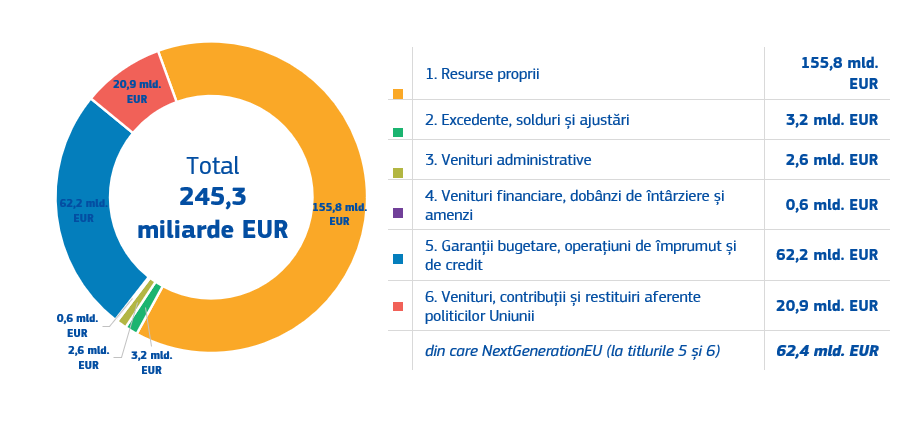 20,9 mld.
EUR
62,2 mld.
EUR
Total
245,3
miliarde EUR
155,8 mld.
EUR
0,6 mld.
EUR
2,6 mld.
EUR
3,2 mld.
EUR
1. Resurse proprii
155,8 mld.
EUR
2. Excedente, solduri și ajustări
3,2 mld. EUR
3. Venituri administrative
2,6 mld. EUR
4. Venituri financiare, dobânzi de întârziere și
amenzi
0,6 mld. EUR
5. Garanții bugetare, operațiuni de împrumut și
de credit
62,2 mld. EUR
6. Venituri, contribuții și restituiri aferente
politicilor Uniunii
20,9 mld. EUR
din care NextGenerationEU (la titlurile 5 și 6)
62,4 mld. EUR